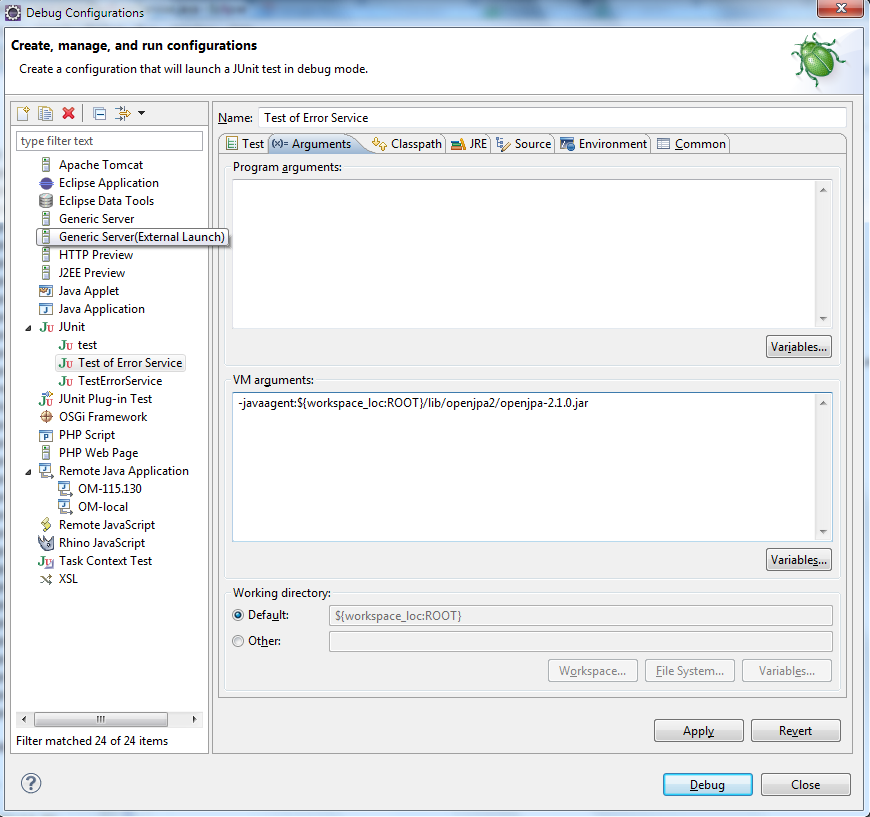 Debug Configurations
Create, manage, and run configurations
Create a configuration that will launch a JUnit test in debug mode.
type filter text
Apache Tomcat
Eclipse Application
Eclipse Data Tools
Generic Server
Generic Server(External Launch)
HTTP Preview
J2EE Preview
Java Applet
Java Application
JUnit
test
Test of Error Service
TestErrorService
JUnit Plug-in Test
OSGi Framework
PHP Script
PHP Web Page
Remote Java Application
OM-115.130
OM-local
Remote JavaScript
Rhino JavaScript
Task Context Test
XSL
Filter matched 24 of 24 items
Name: Test of Error Service
Test (x)= Arguments Classpath JRE Source Environment Common
Program arguments:
Variables...
VM arguments:
-javaagent:${workspace_loc:ROOT}/lib/openjpa2/openjpa-2.1.0.jar
Variables...
Working directory:
Default: ${workspace_loc:ROOT}
Other:
Workspace... File System... Variables...
Apply Revert
Debug Close